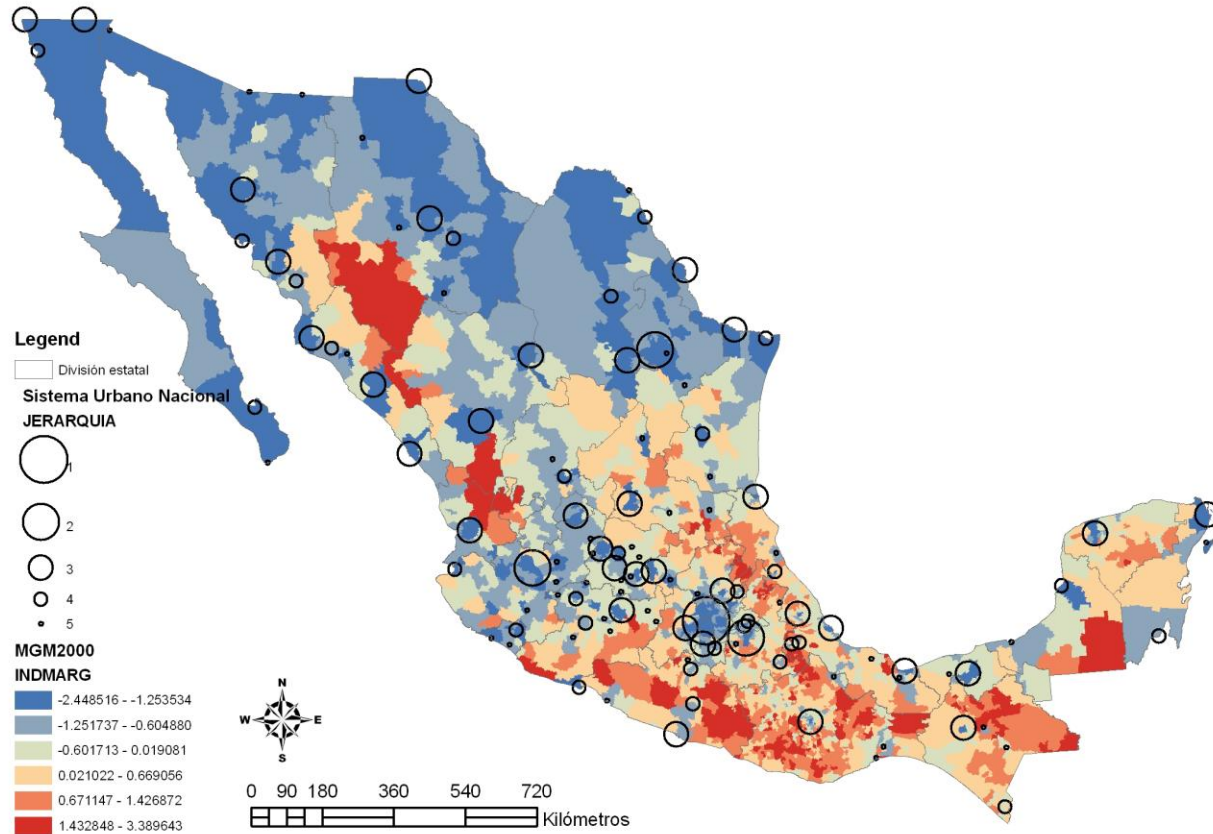 Legend
División estatal
Sistema Urbano Nacional
JERARQUIA
1
2
3
4
5
MGM2000
INDMARG
-2.448516 - -1.253534
-1.251737 - -0.604880
-0.601713 - 0.019081
0.021022 - 0.669056
0.671147 - 1.426872
1.432848 - 3.389643
N
W E
S
0 90 180 360 540 720
Kilómetros